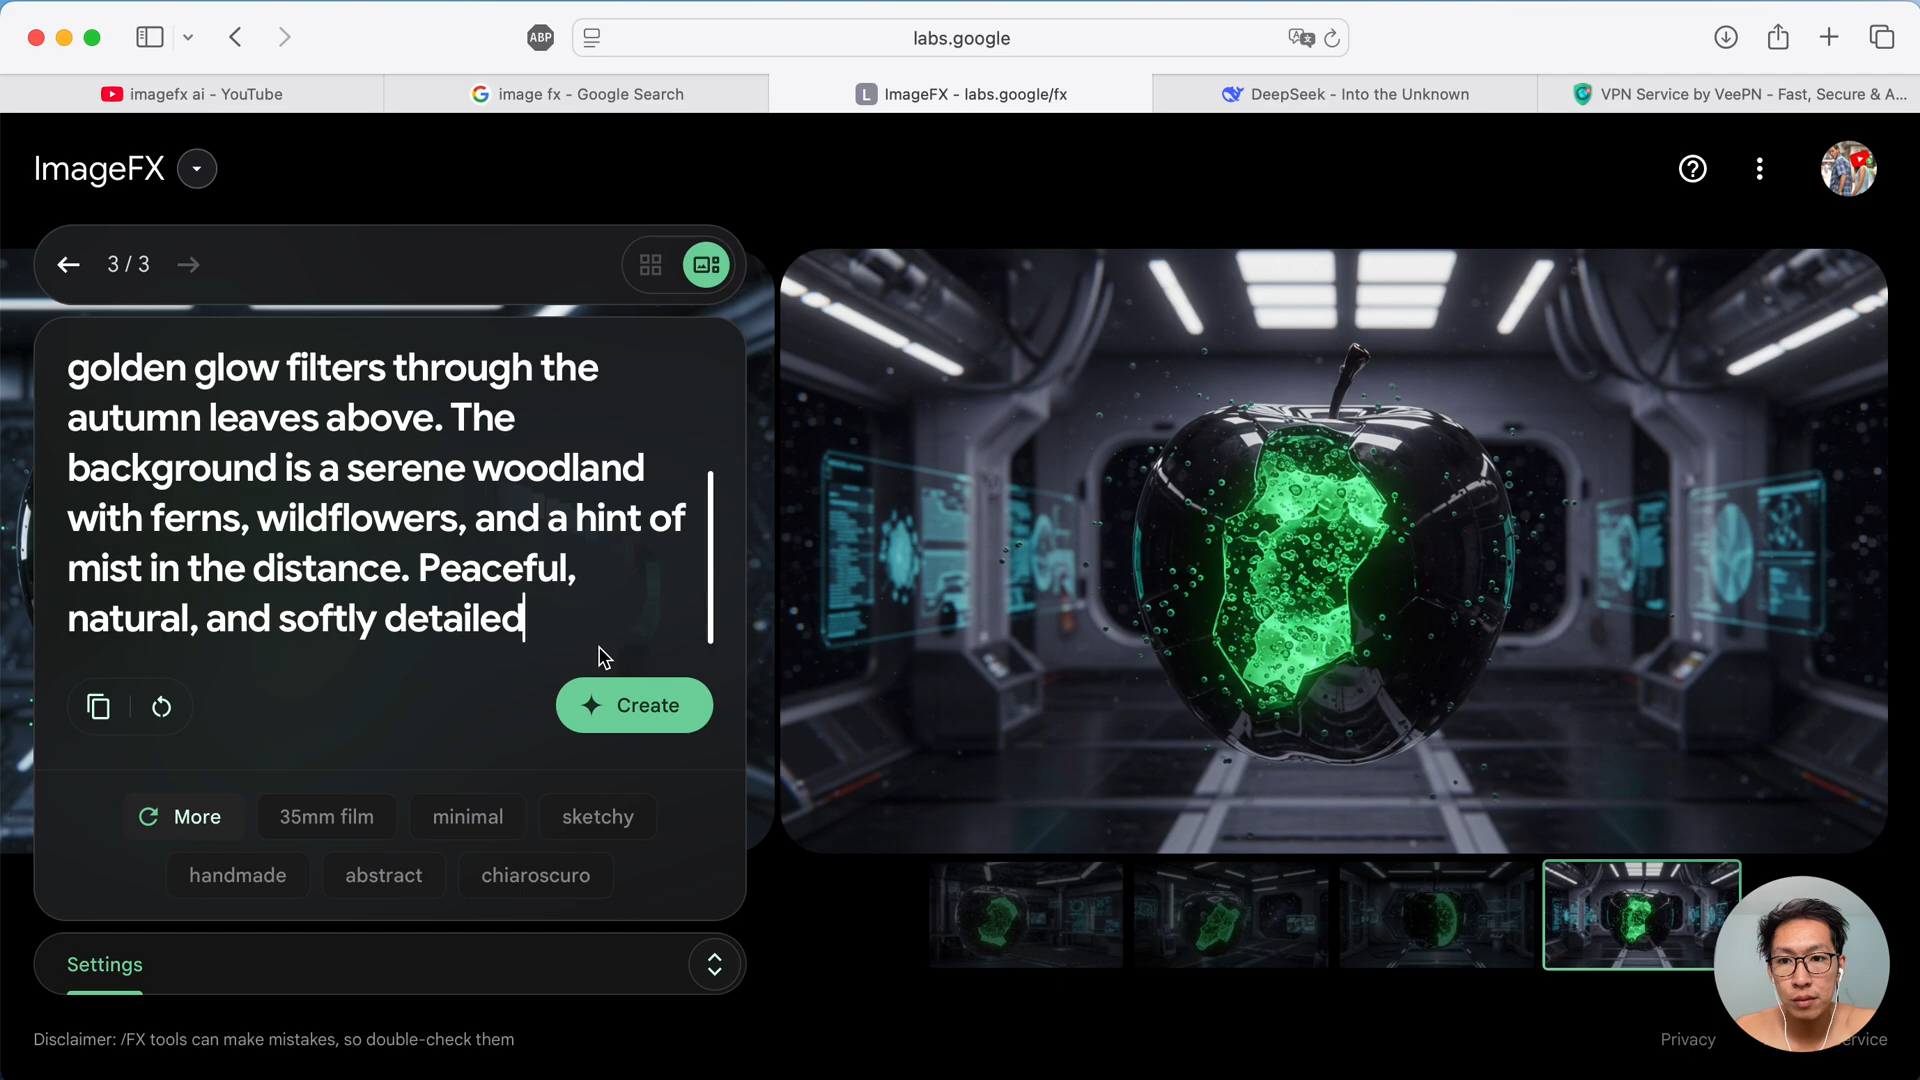 ABP
labs.google
imagefx ai - YouTube
image fx - Google Search
L
ImageFX - labs.google/fx
DeepSeek - Into the Unknown
VPN Service by VeePN - Fast, Secure & A...
ImageFX
3 / 3
golden glow filters through the
autumn leaves above. The
background is a serene woodland
with ferns, wildflowers, and a hint of
mist in the distance. Peaceful,
natural, and softly detailed
Create
More
35mm film
minimal
sketchy
handmade
abstract
chiaroscuro
Settings
Disclaimer: /FX tools can make mistakes, so double-check them
Privacy